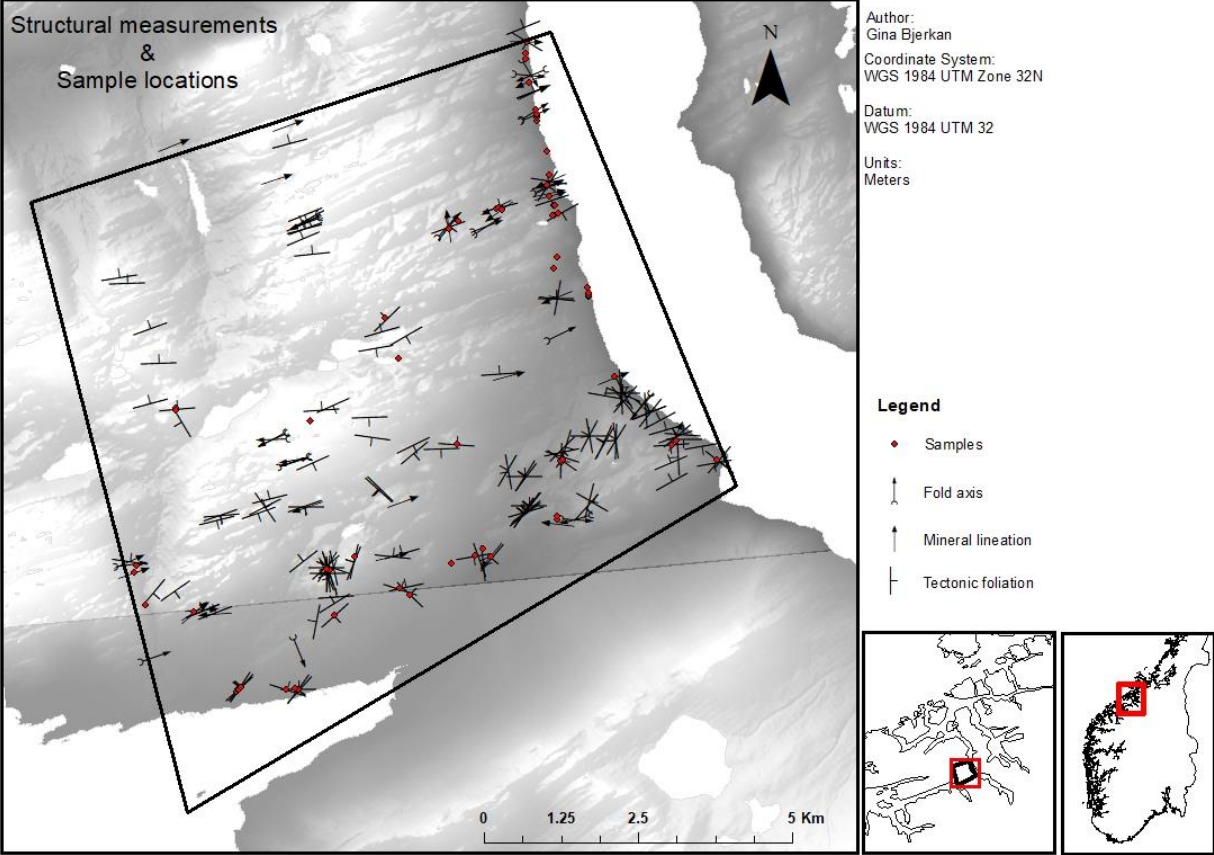 Structural measurements
&
Sample locations
N
0 1.25 2.5 5 Km
Author:
Gina Bjerkan
Coordinate System:
WGS 1984 UTM Zone 32N
Datum:
WGS 1984 UTM 32
Units:
Meters
Legend
Samples
Fold axis
Mineral lineation
Tectonic foliation